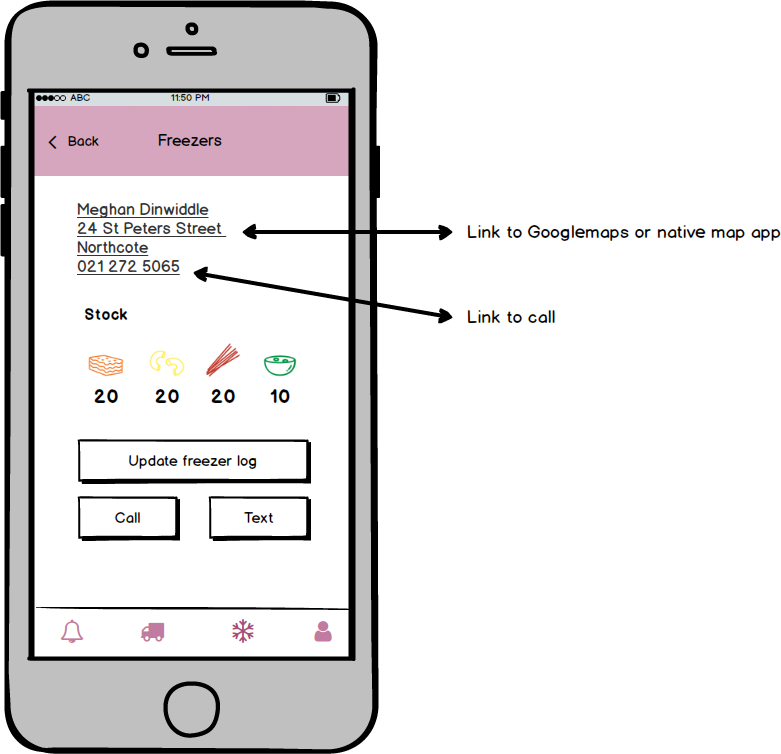 ABC 11:50 PM
Back Freezers
Meghan Dinwiddle
24 St Peters Street
Northcote
021 272 5065
Link to Googlemaps or native map app
Link to call
Stock
20 20 20 10
Update freezer log
Call Text